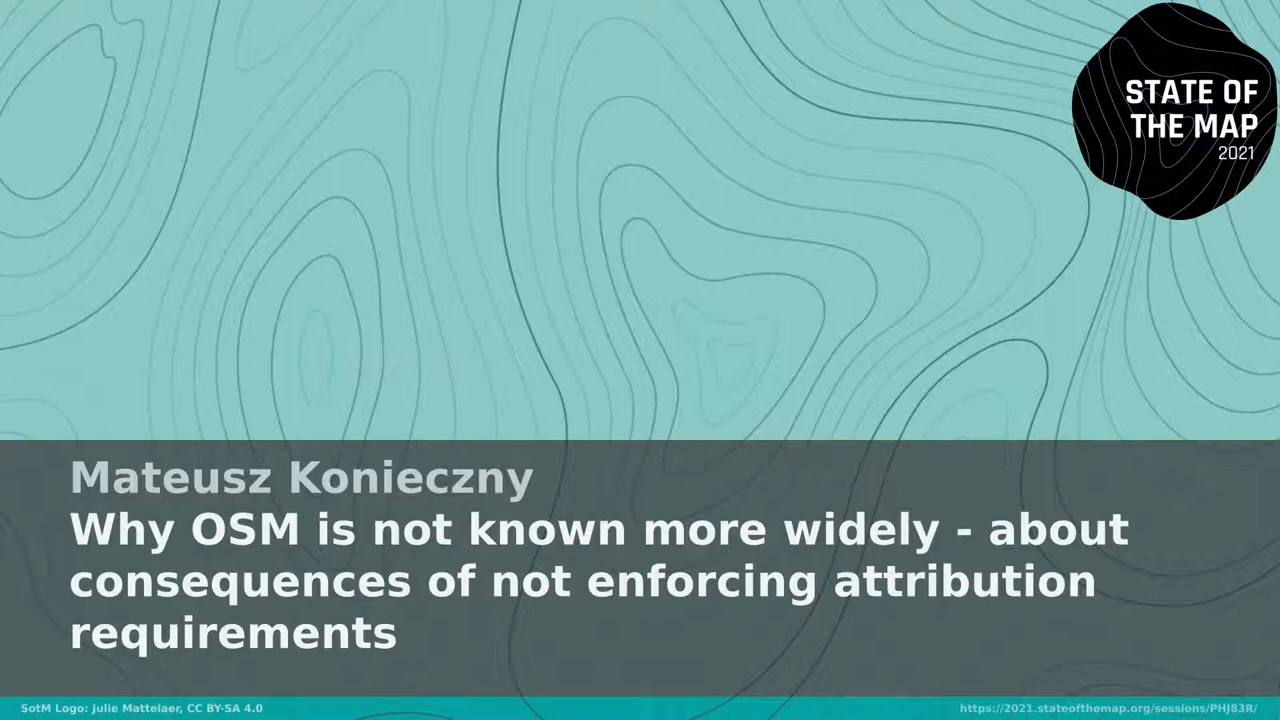 STATE OF
THE MAP
2021
Mateusz Konieczny
Why OSM is not known more widely - about
consequences of not enforcing attribution
requirements
SotM Logo: Julie Mattelaer, CC BY-SA 4.0
https://2021.stateofthemap.org/sessions/PHJ83R/